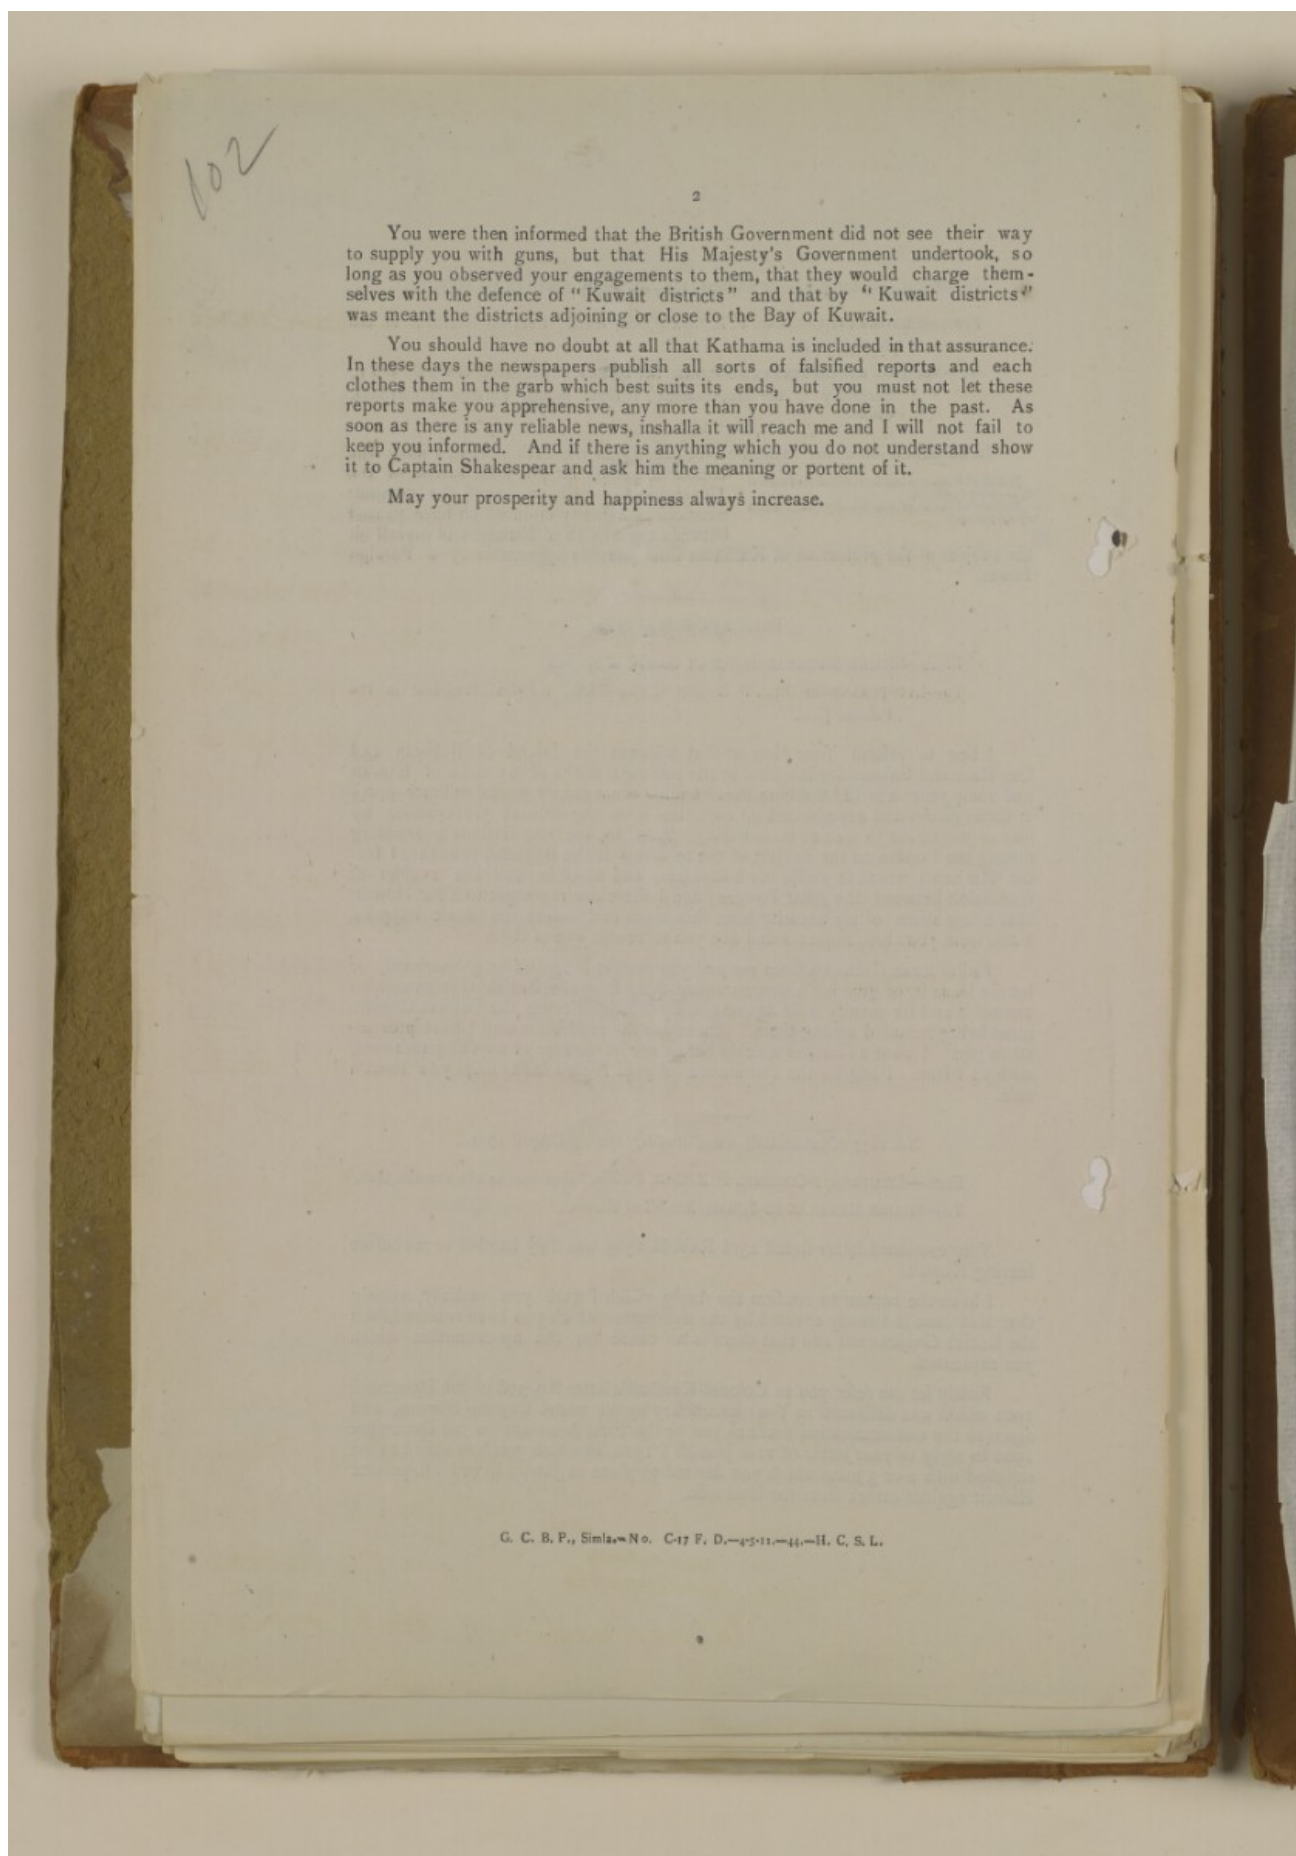 102
2
You were then informed that the British Government did not see their way
to supply you with guns, but that His Majesty's Government undertook, so
long as you observed your engagements to them, that they would charge them-
selves with the defence of "Kuwait districts" and that by "Kuwait districts"
was meant the districts adjoining or close to the Bay of Kuwait.
You should have no doubt at all that Kathama is included in that assurance.
In these days the newspapers publish all sorts of falsified reports and each
clothes them in the garb which best suits its ends, but you must not let these
reports make you apprehensive, any more than you have done in the past. As
soon as there is any reliable news, inshalla it will reach me and I will not fail to
keep you informed. And if there is anything which you do not understand show
it to Captain Shakespear and ask him the meaning or portent of it.
May your prosperity and happiness always increase.
G. C. B. P., Simla.—No. C-17 F. D.—4-5-11.—44.—H. C. S. L.